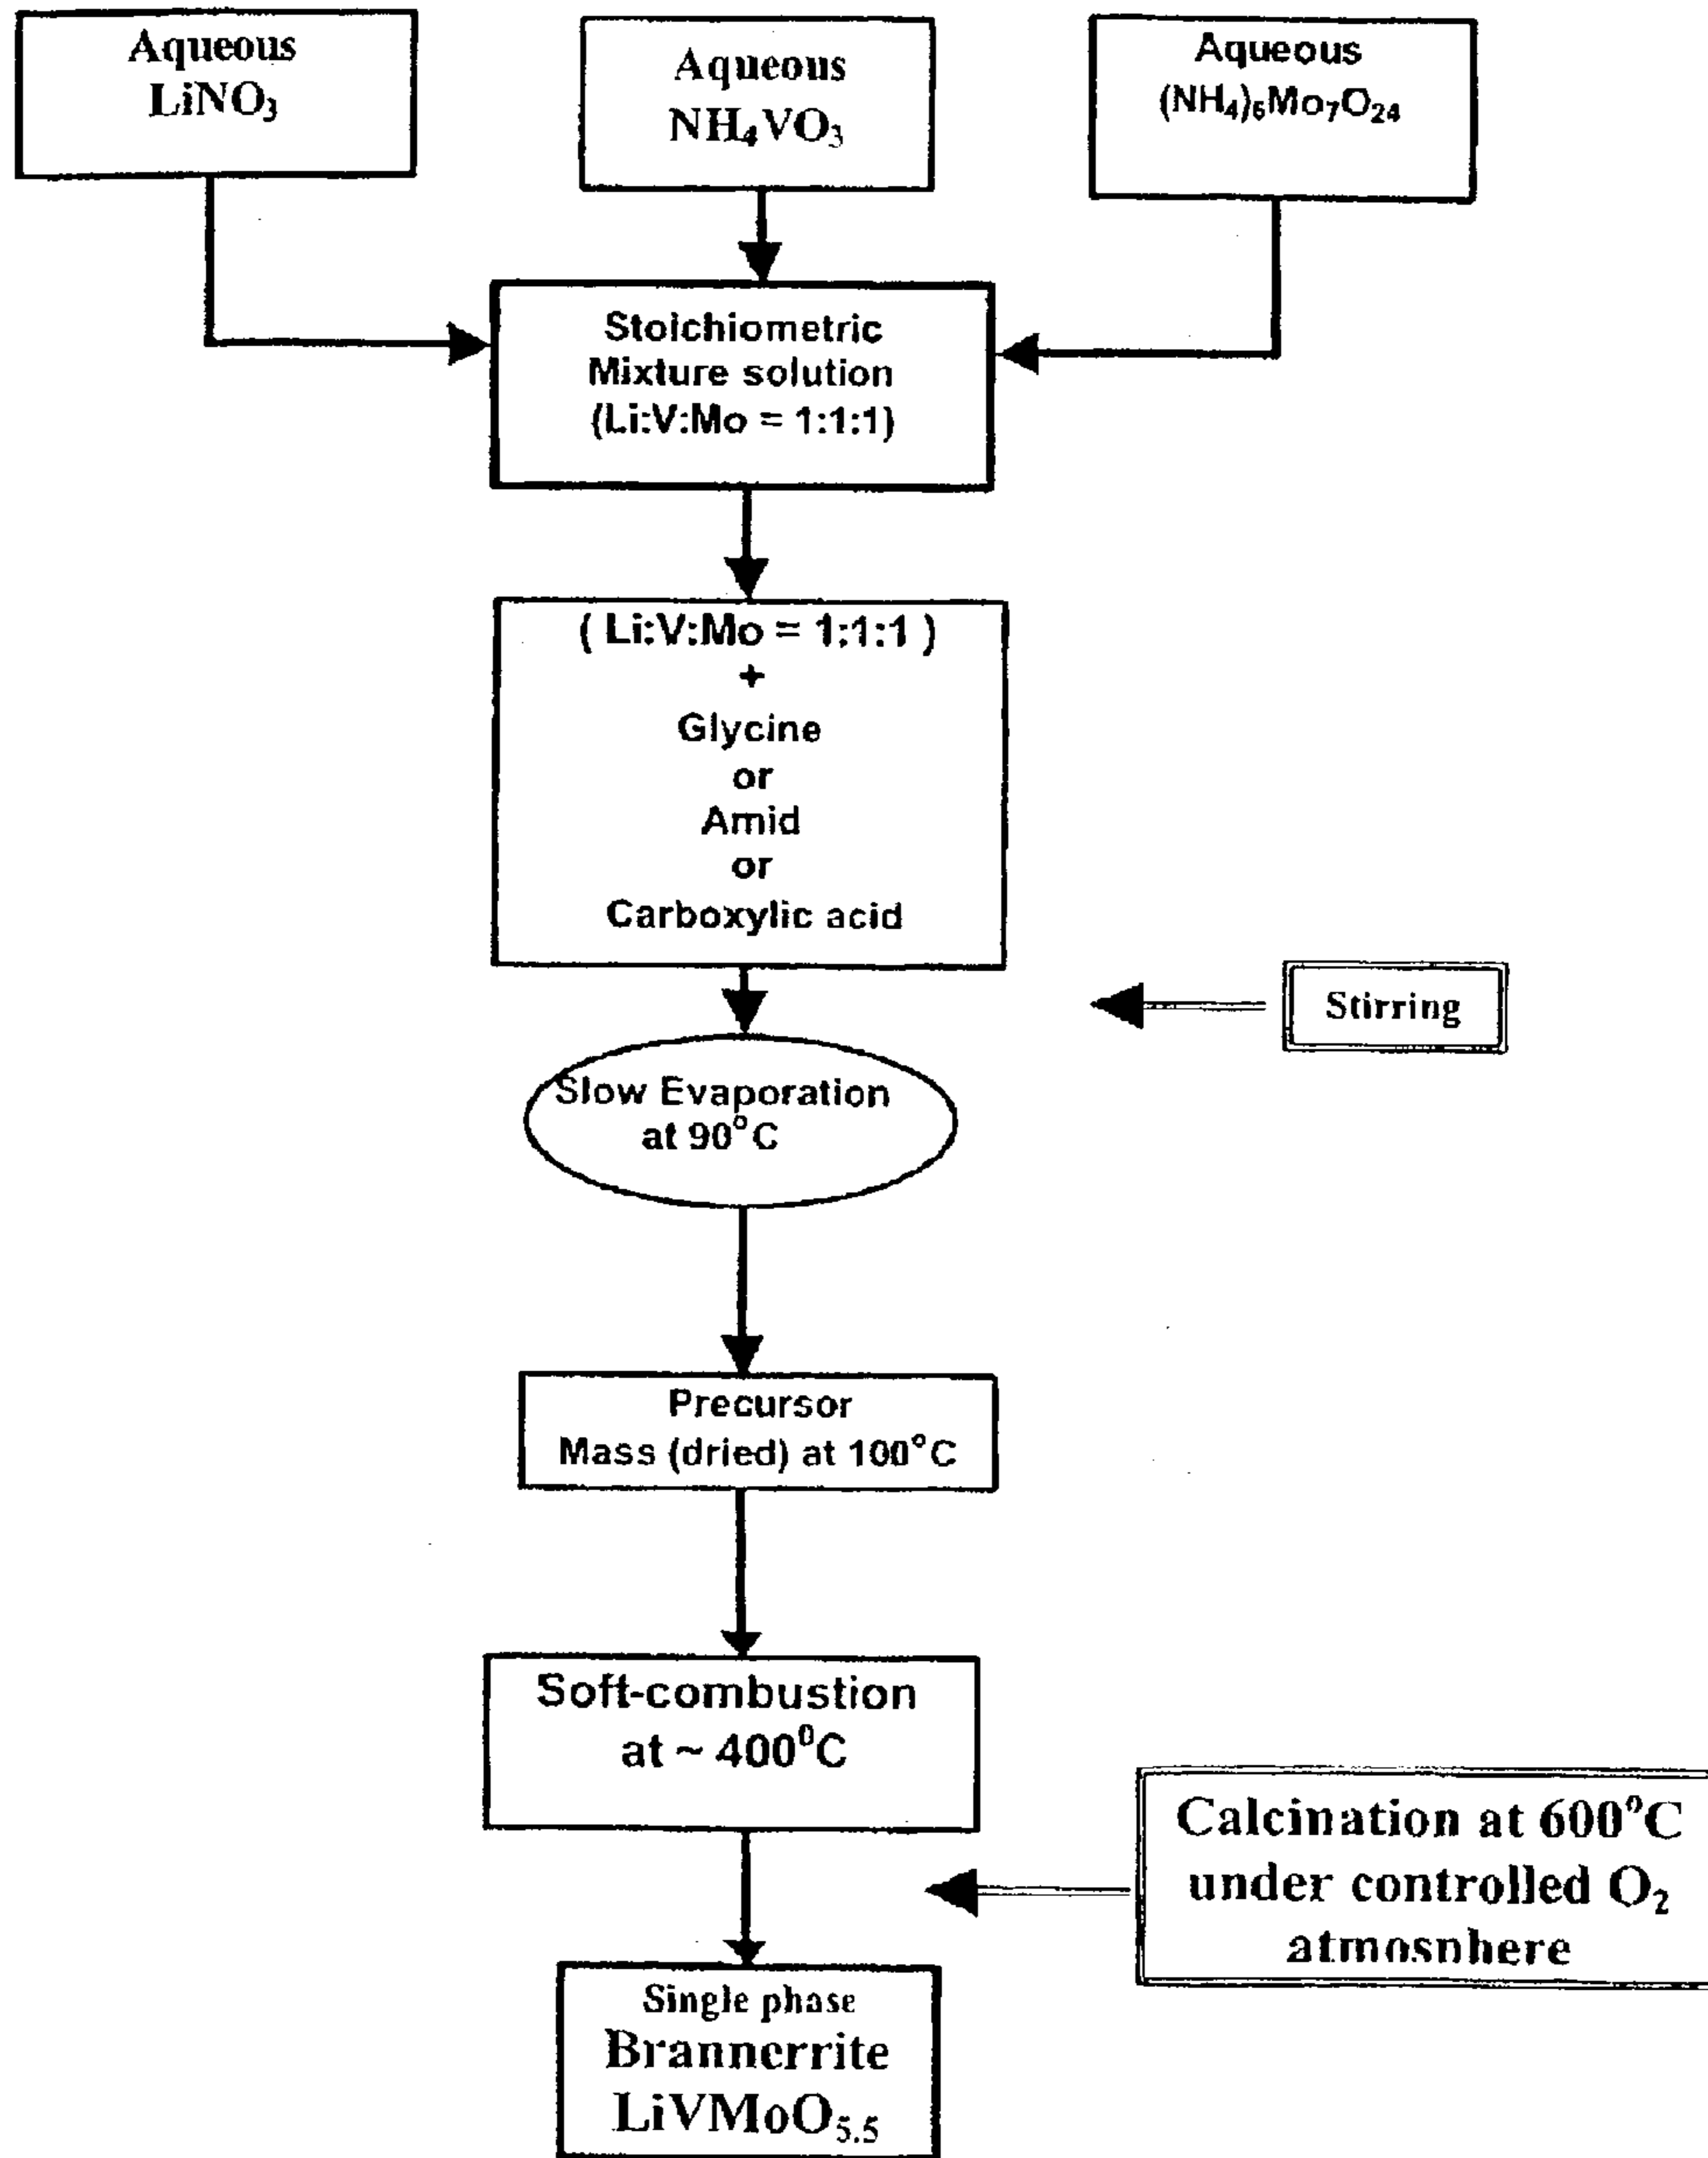 Aqueous
LiNO₃
Aqueous
NH₄VO₃
Aqueous
(NH₄)₆Mo₇O₂₄
Stoichiometric
Mixture solution
(Li:V:Mo = 1:1:1)
( Li:V:Mo = 1:1:1 )
+
Glycine
or
Amid
or
Carboxylic acid
Stirring
Slow Evaporation
at 90°C
Precursor
Mass (dried) at 100°C
Soft-combustion
at ~ 400⁰C
Calcination at 600⁰C
under controlled O₂
atmosphere
Single phase
Brannerrite
LiVMoO₅.₅